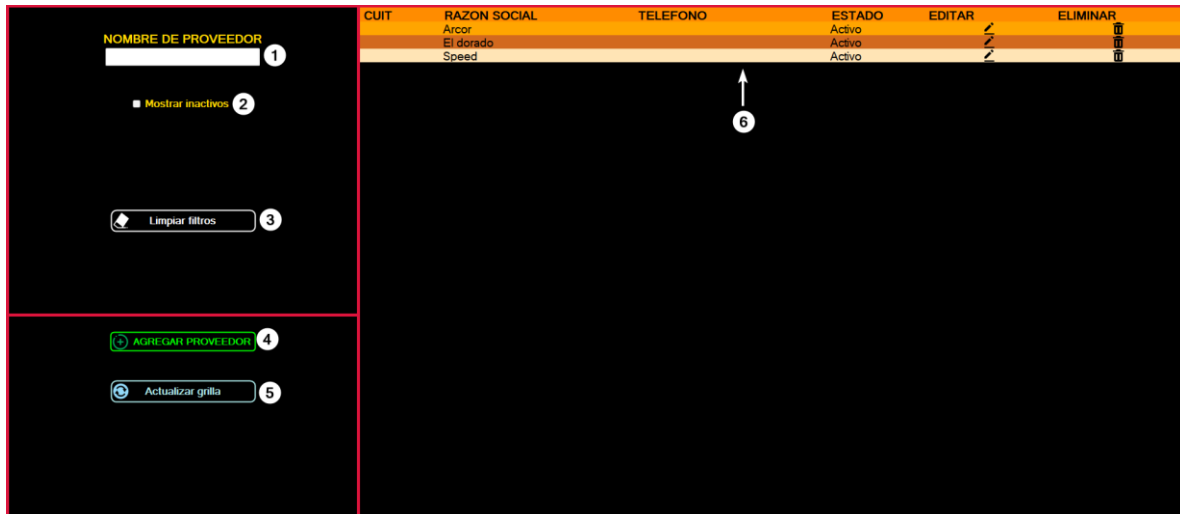 NOMBRE DE PROVEEDOR
1
Mostrar inactivos 2
Limpiar filtros 3
AGREGAR PROVEEDOR 4
Actualizar grilla 5
CUIT RAZON SOCIAL TELEFONO ESTADO EDITAR ELIMINAR
Arcor Activo
El dorado Activo
Speed Activo
6